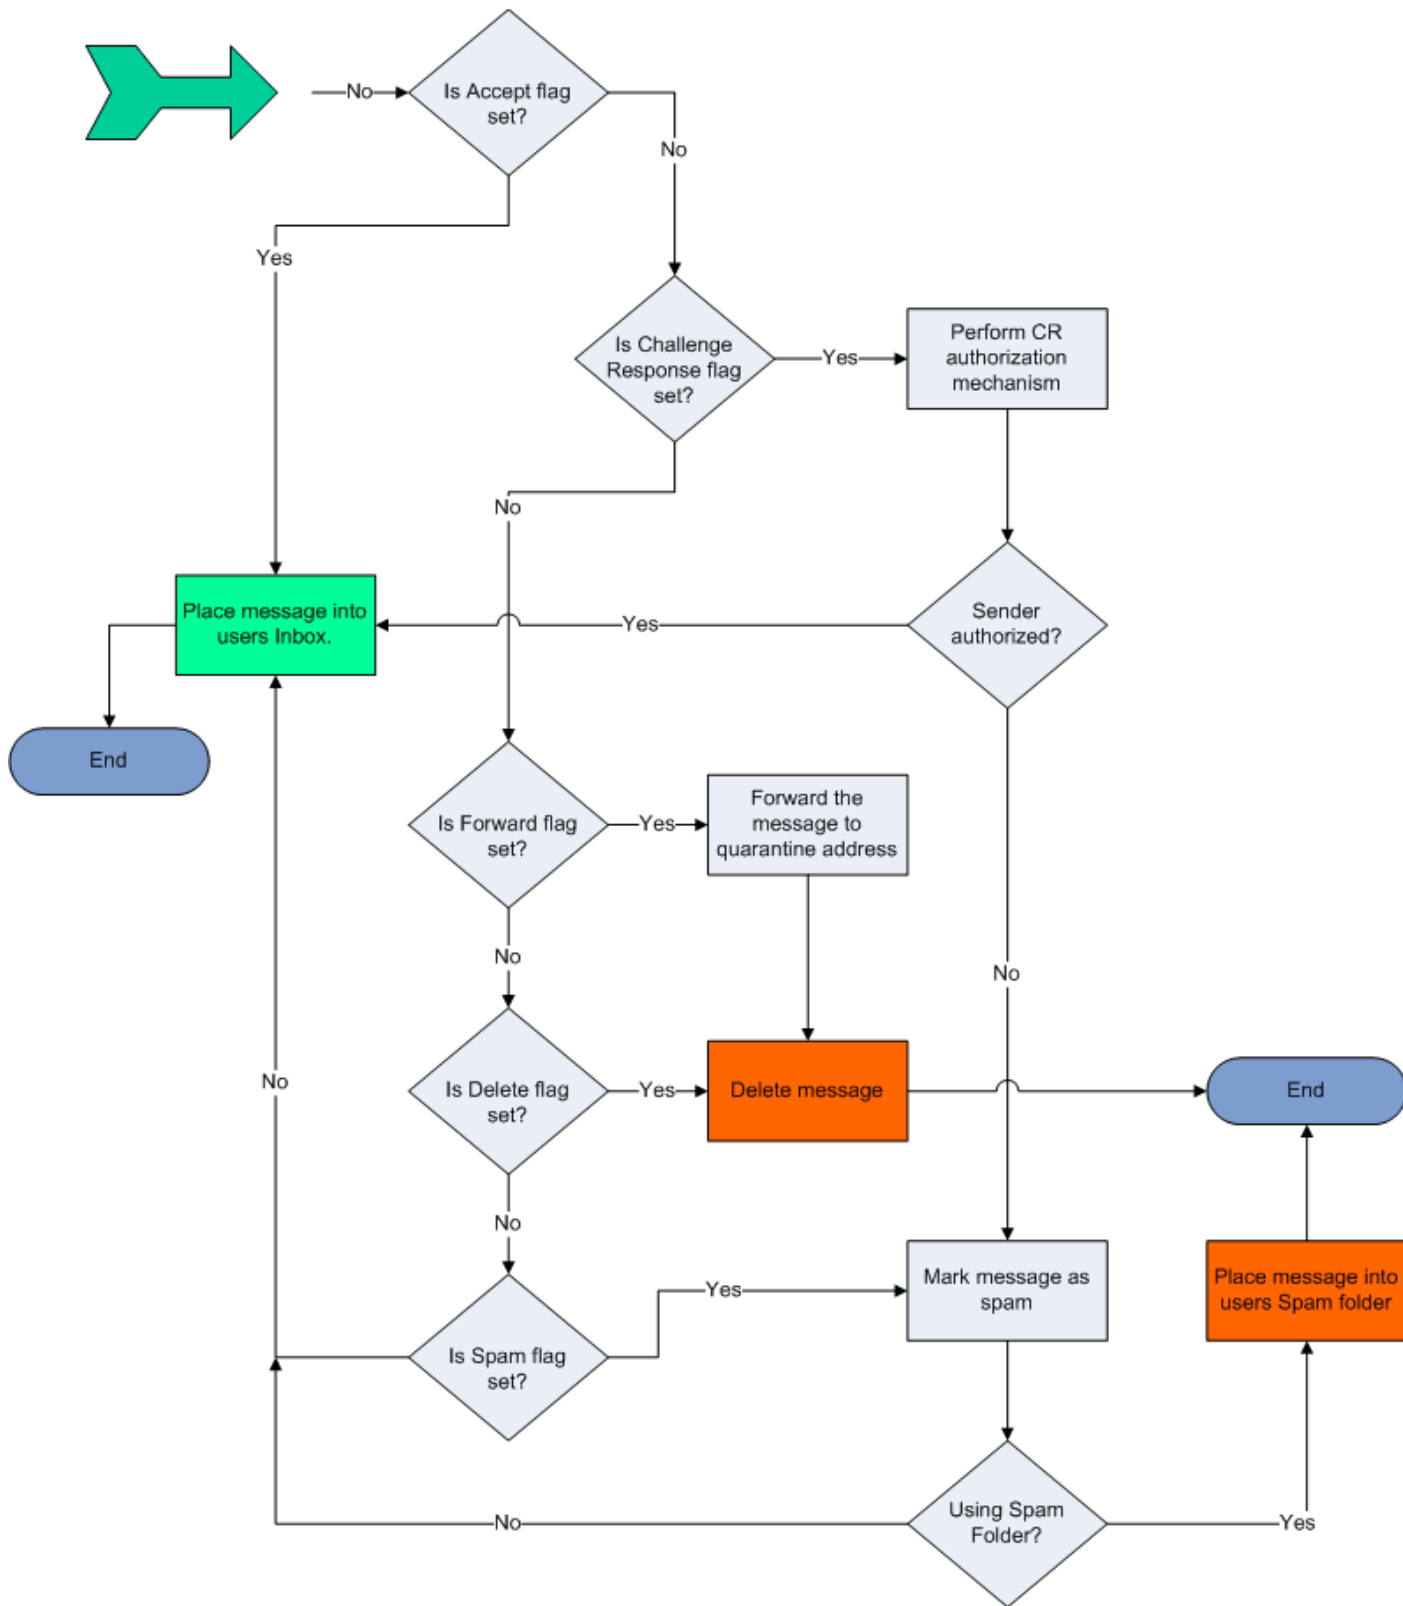 No
Is Accept flag
set?
No
Yes
Is Challenge
Response flag
set?
Yes
Perform CR
authorization
mechanism
No
Place message into
users Inbox.
Yes
Sender
authorized?
End
Is Forward flag
set?
Yes
Forward the
message to
quarantine address
No
No
No
Is Delete flag
set?
Yes
Delete message
End
No
Is Spam flag
set?
Yes
Mark message as
spam
Place message into
users Spam folder
No
Using Spam
Folder?
Yes